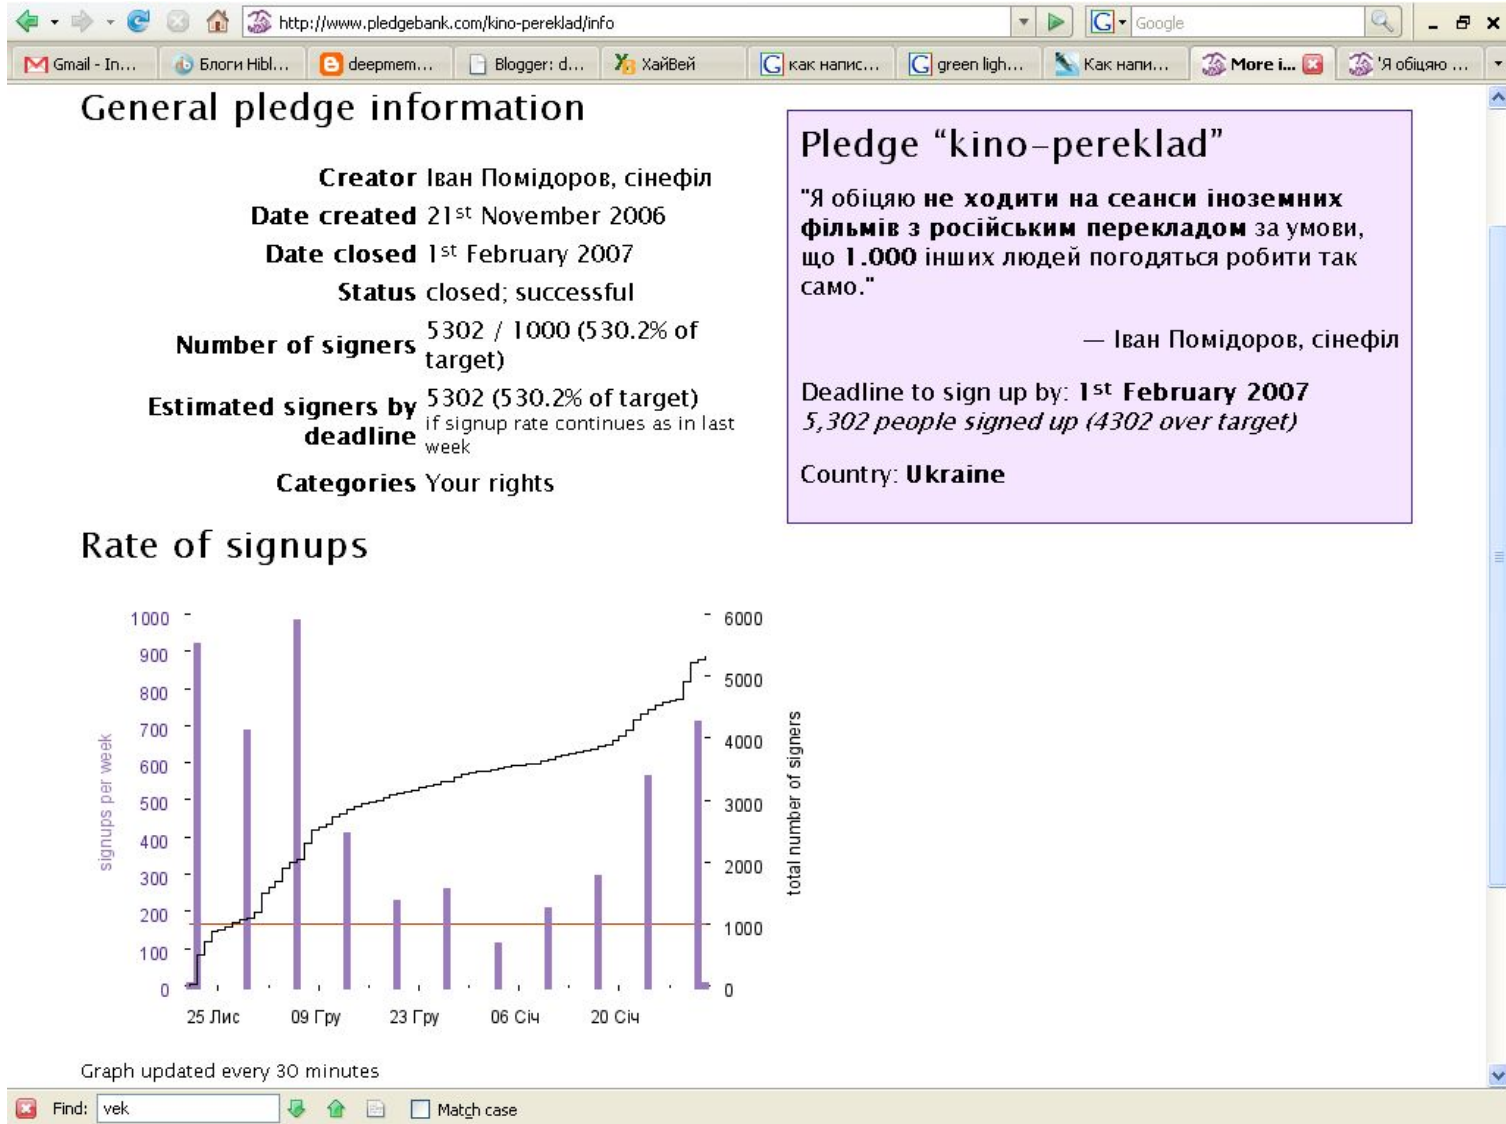 http://www.pledgebank.com/kino-pereklad/info
Google
Gmail - In...
Блоги Hibl...
deepmem...
Blogger: d...
ХайВей
как напис...
green ligh...
Как напи...
More i...
'Я обіцяю ...
General pledge information
Creator Іван Помідоров, сінефіл
Date created 21st November 2006
Date closed 1st February 2007
Status closed; successful
Number of signers 5302 / 1000 (530.2% of
target)
Estimated signers by 5302 (530.2% of target)
deadline if signup rate continues as in last
week
Categories Your rights
Pledge “kino-pereklad”
"Я обіцяю не ходити на сеанси іноземних
фільмів з російським перекладом за умови,
що 1.000 інших людей погодяться робити так
само."
— Іван Помідоров, сінефіл
Deadline to sign up by: 1st February 2007
5,302 people signed up (4302 over target)
Country: Ukraine
Rate of signups
signups per week
1000
900
800
700
600
500
400
300
200
100
0
6000
5000
4000
3000
2000
1000
0
total number of signers
25 Лис
09 Гру
23 Гру
06 Січ
20 Січ
Graph updated every 30 minutes
Find: vek
Match case